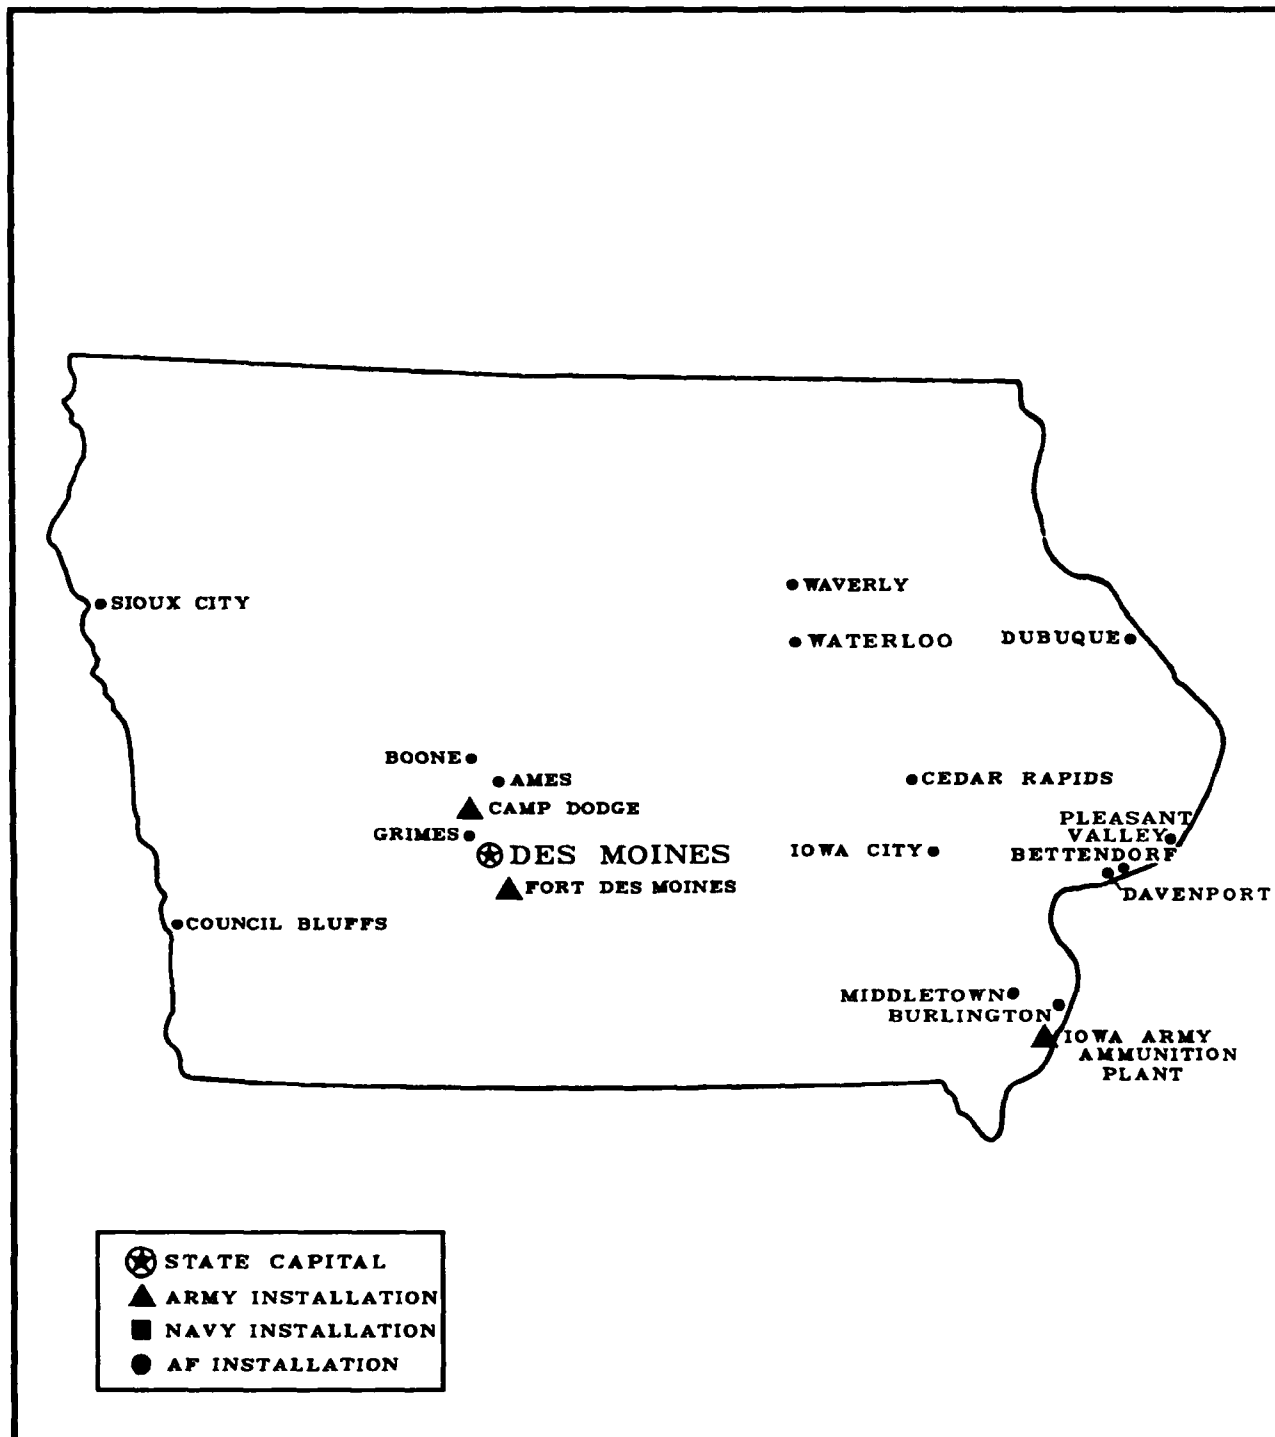 WAVERLY
SIOUX CITY
WATERLOO
DUBUQUE
BOONE
AMES
CEDAR RAPIDS
CAMP DODGE
PLEASANT
VALLEY
GRIMES
IOWA CITY
DES MOINES
BETTENDORF
FORT DES MOINES
DAVENPORT
COUNCIL BLUFFS
MIDDLETOWN
BURLINGTON
IOWA ARMY
AMMUNITION
PLANT
STATE CAPITAL
ARMY INSTALLATION
NAVY INSTALLATION
AF INSTALLATION